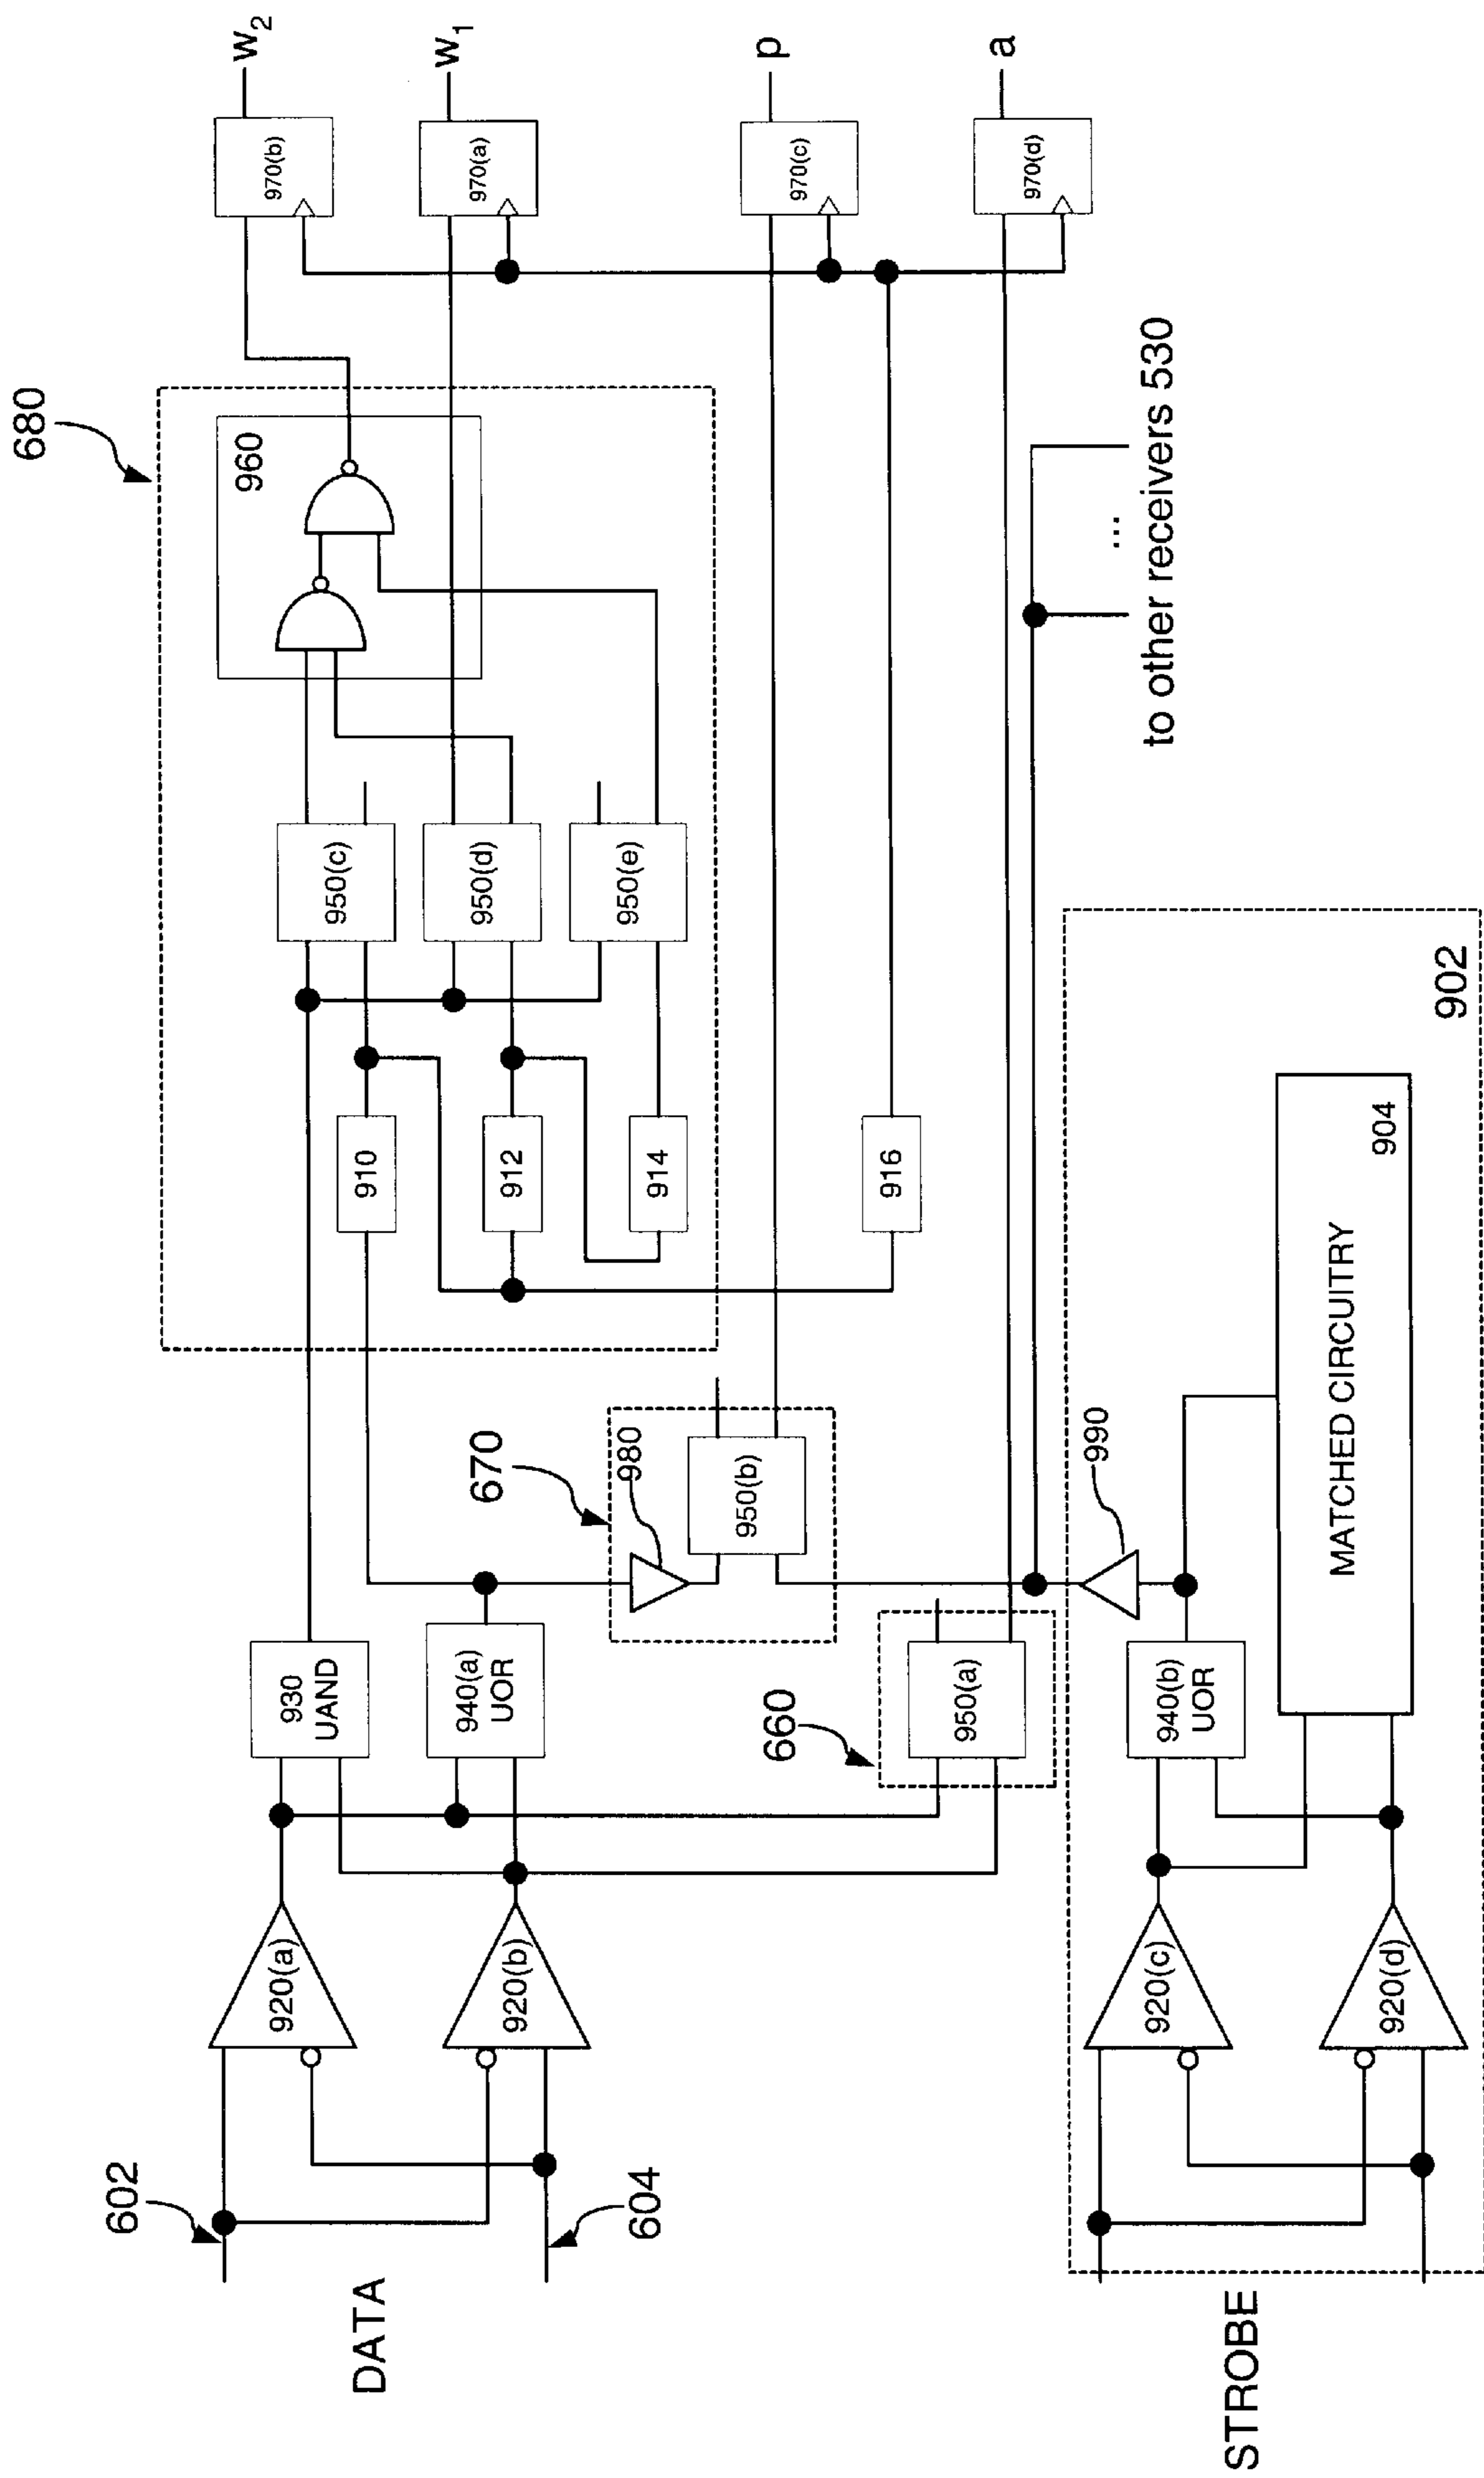 DATA
602
604
920(a)
920(b)
930
UAND
940(a)
UOR
660
950(a)
670
980
950(b)
680
910
912
914
916
950(c)
950(d)
950(e)
960
970(b)
970(a)
970(c)
970(d)
w2
w1
p
a
to other receivers 530
...
STROBE
920(c)
920(d)
940(b)
UOR
990
MATCHED CIRCUITRY
904
902